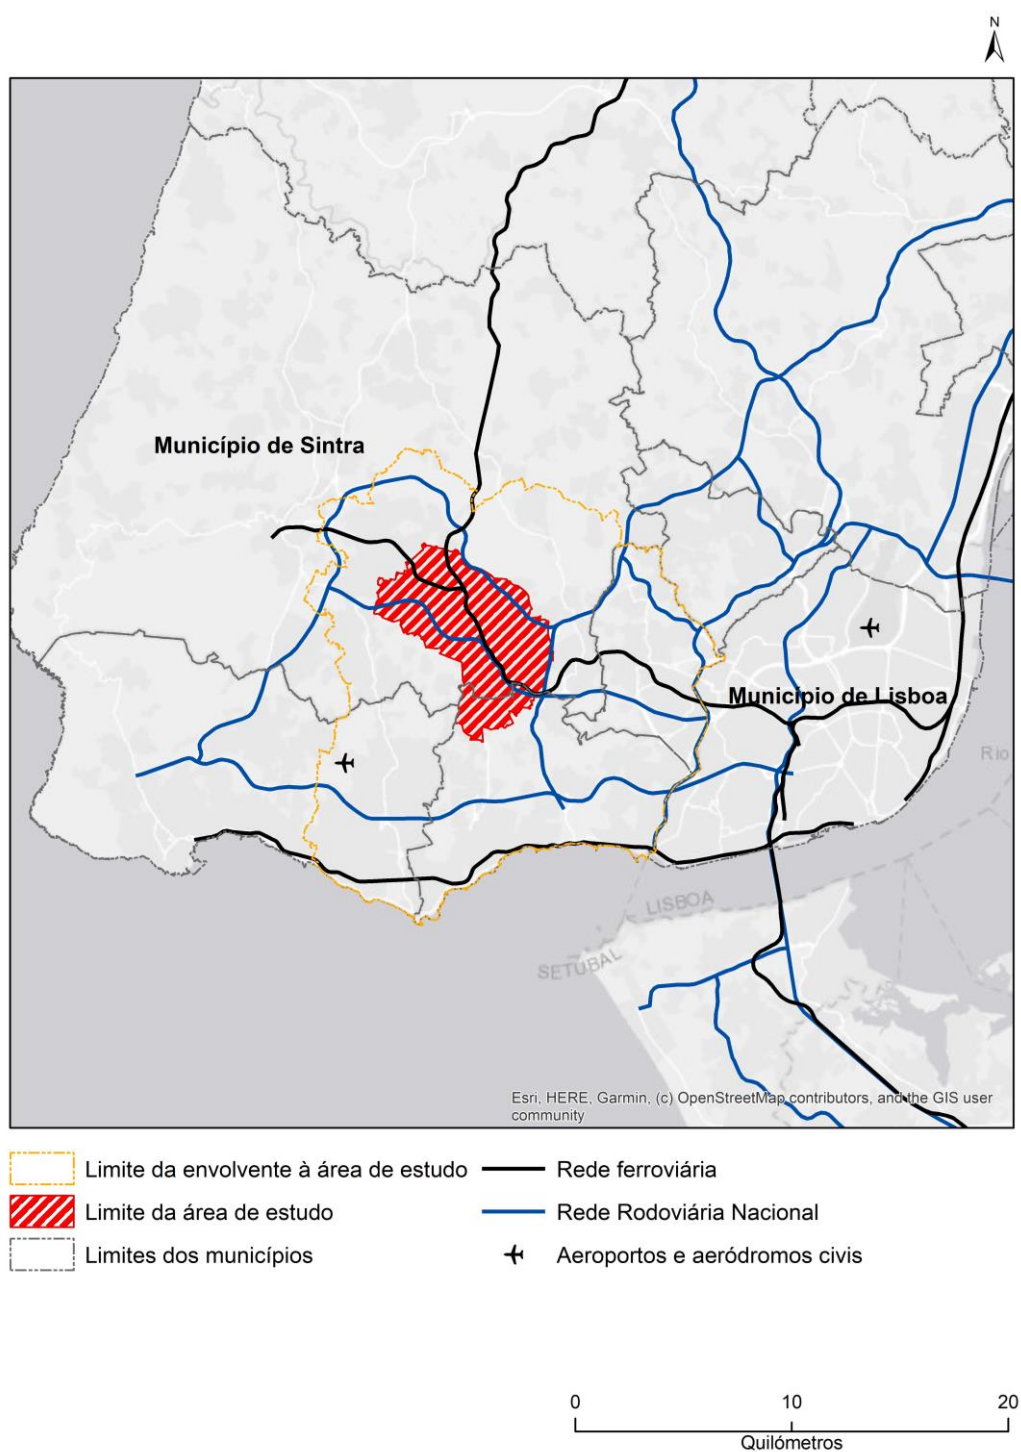 N
Município de Sintra
Município de Lisboa
Rio
LISBOA
SETÚBAL
Esri, HERE, Garmin, (c) OpenStreetMap contributors, and the GIS user
community
Limite da envolvente à área de estudo
Rede ferroviária
Limite da área de estudo
Rede Rodoviária Nacional
Limites dos municípios
Aeroportos e aeródromos civis
0 10 20
Quilómetros